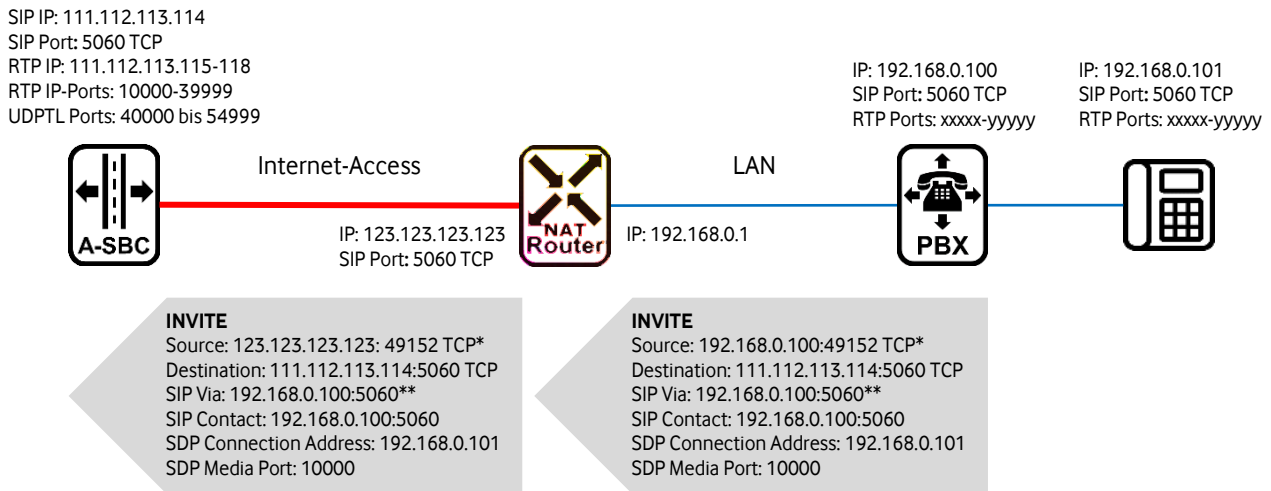 SIP IP: 111.112.113.114
SIP Port: 5060 TCP
RTP IP: 111.112.113.115-118
RTP IP-Ports: 10000-39999
UDPTL Ports: 40000 bis 54999
IP: 192.168.0.100
SIP Port: 5060 TCP
RTP Ports: xxxxx-yyyyy
IP: 192.168.0.101
SIP Port: 5060 TCP
RTP Ports: xxxxx-yyyyy
A-SBC
Internet-Access
IP: 123.123.123.123
SIP Port: 5060 TCP
NAT
Router
LAN
IP: 192.168.0.1
PBX
INVITE
Source: 123.123.123.123: 49152 TCP*
Destination: 111.112.113.114:5060 TCP
SIP Via: 192.168.0.100:5060**
SIP Contact: 192.168.0.100:5060
SDP Connection Address: 192.168.0.101
SDP Media Port: 10000
INVITE
Source: 192.168.0.100:49152 TCP*
Destination: 111.112.113.114:5060 TCP
SIP Via: 192.168.0.100:5060**
SIP Contact: 192.168.0.100:5060
SDP Connection Address: 192.168.0.101
SDP Media Port: 10000